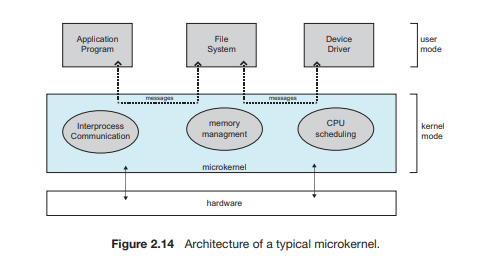 Application
Program
File
System
Device
Driver
user
mode
messages
messages
Interprocess
Communication
memory
managment
CPU
scheduling
kernel
mode
microkernel
hardware
Figure 2.14 Architecture of a typical microkernel.